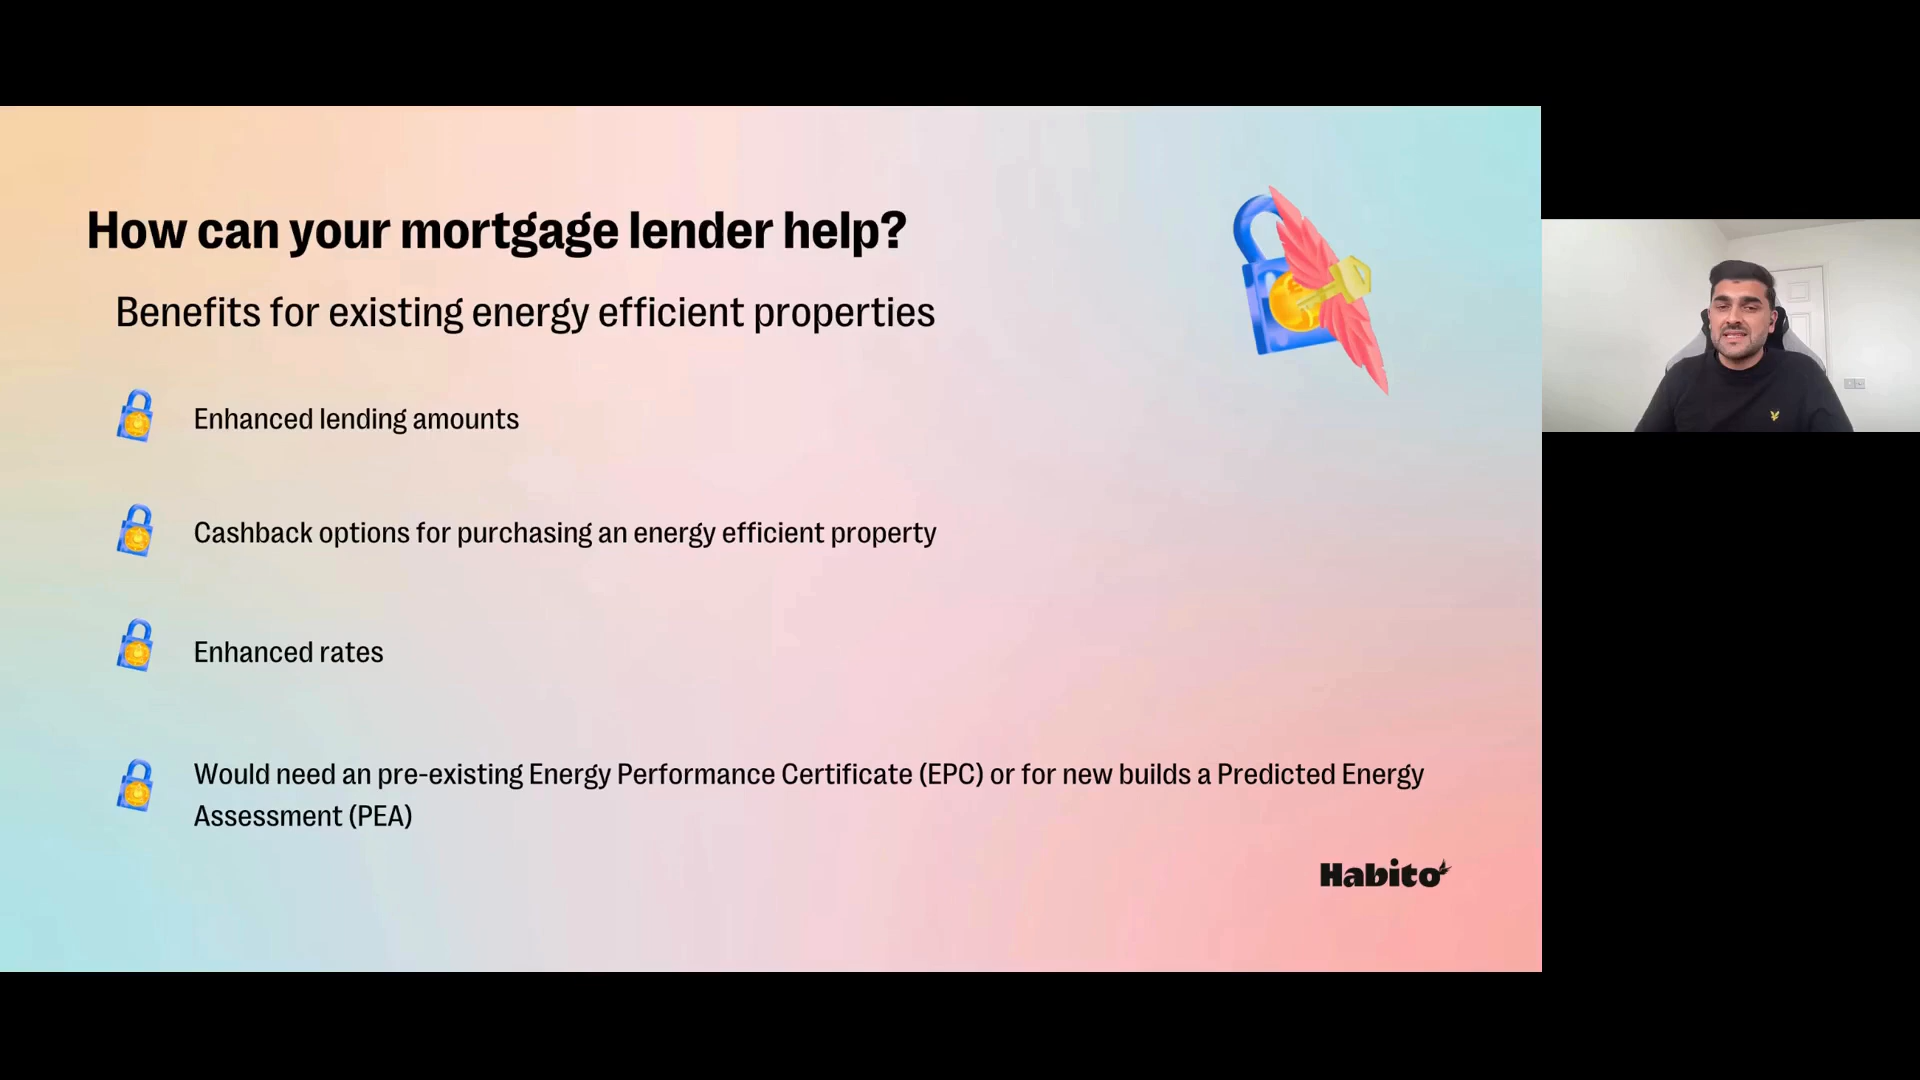 How can your mortgage lender help?
Benefits for existing energy efficient properties
Enhanced lending amounts
Cashback options for purchasing an energy efficient property
Enhanced rates
Would need an pre-existing Energy Performance Certificate (EPC) or for new builds a Predicted Energy
Assessment (PEA)
Habito